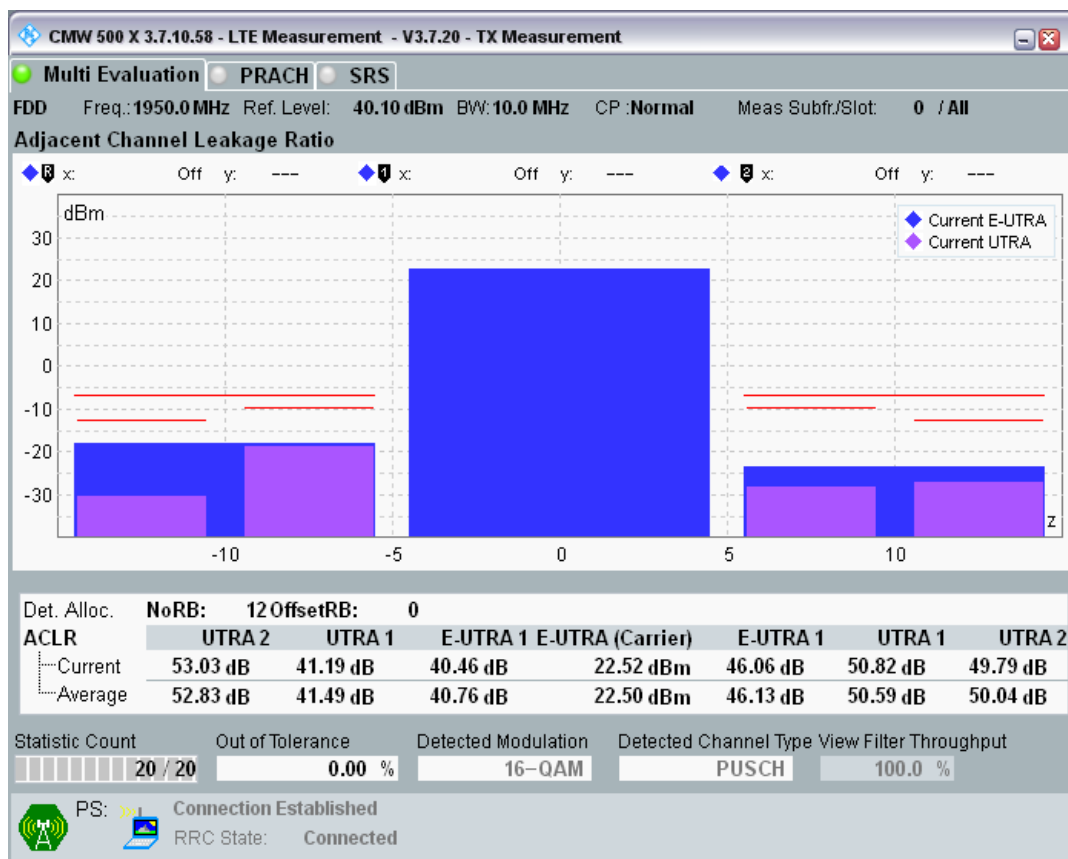 CMW 500 X 3.7.10.58 - LTE Measurement - V3.7.20 - TX Measurement
Multi Evaluation PRACH SRS
FDD Freq.: 1950.0 MHz Ref. Level: 40.10 dBm BW: 10.0 MHz CP :Normal Meas Subfr./Slot: 0 / All
Adjacent Channel Leakage Ratio
R x: Off y: --- 1 x: Off y: --- 2 x: Off y: ---
dBm
Current E-UTRA
Current UTRA
30
20
10
0
-10
-20
-30
z
-10 -5 0 5 10
Det. Alloc. NoRB: 12 OffsetRB: 0
ACLR UTRA 2 UTRA 1 E-UTRA 1 E-UTRA (Carrier) E-UTRA 1 UTRA 1 UTRA 2
Current 53.03 dB 41.19 dB 40.46 dB 22.52 dBm 46.06 dB 50.82 dB 49.79 dB
Average 52.83 dB 41.49 dB 40.76 dB 22.50 dBm 46.13 dB 50.59 dB 50.04 dB
Statistic Count Out of Tolerance Detected Modulation Detected Channel Type View Filter Throughput
20 / 20 0.00 % 16-QAM PUSCH 100.0 %
PS: Connection Established
RRC State: Connected